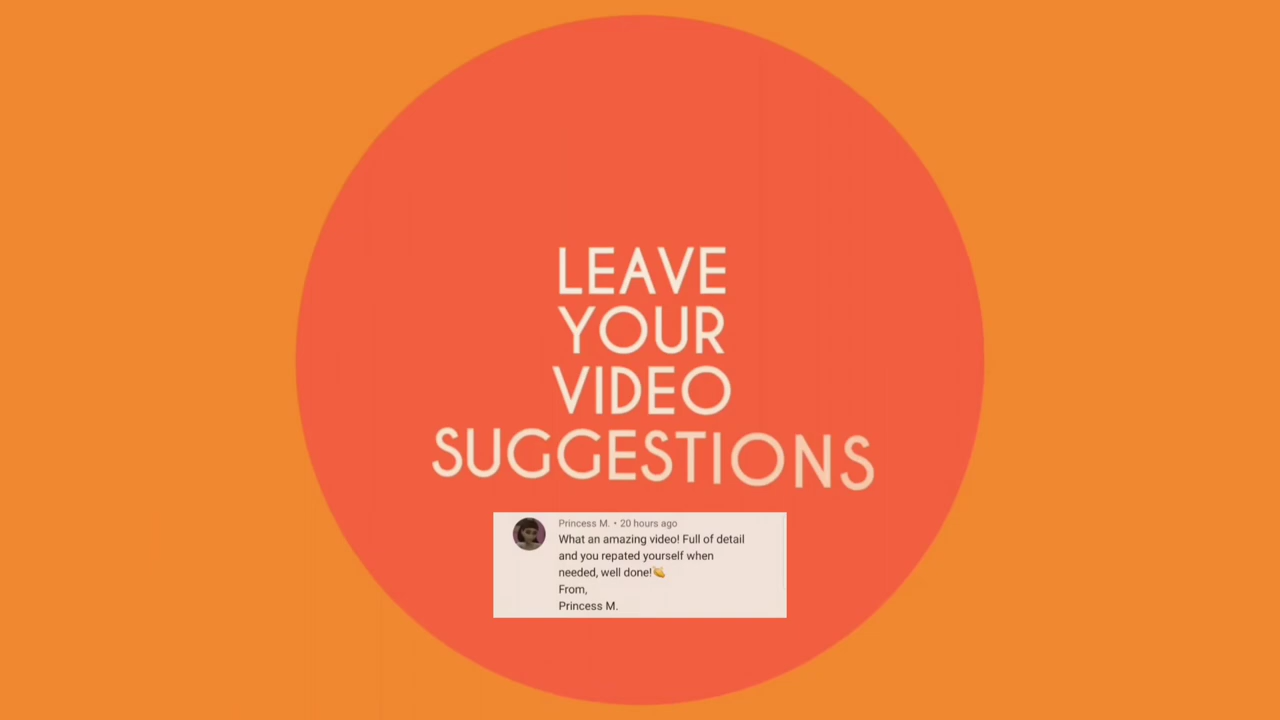 LEAVE
YOUR
VIDEO
SUGGESTIONS
Princess M. • 20 hours ago
What an amazing video! Full of detail
and you repated yourself when
needed, well done!👏
From,
Princess M.